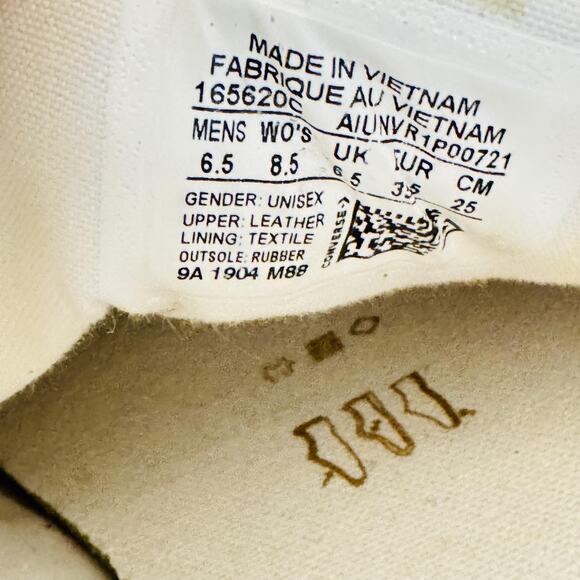 MADE IN VIETNAM
FABRIQUE AU VIETNAM
165620C AIUNVR1P00721
MENS WO's UK EUR CM
6.5 8.5 6.5 25
GENDER: UNISEX
UPPER: LEATHER
LINING: TEXTILE
OUTSOLE: RUBBER
9A 1904 M88
CONVERSE